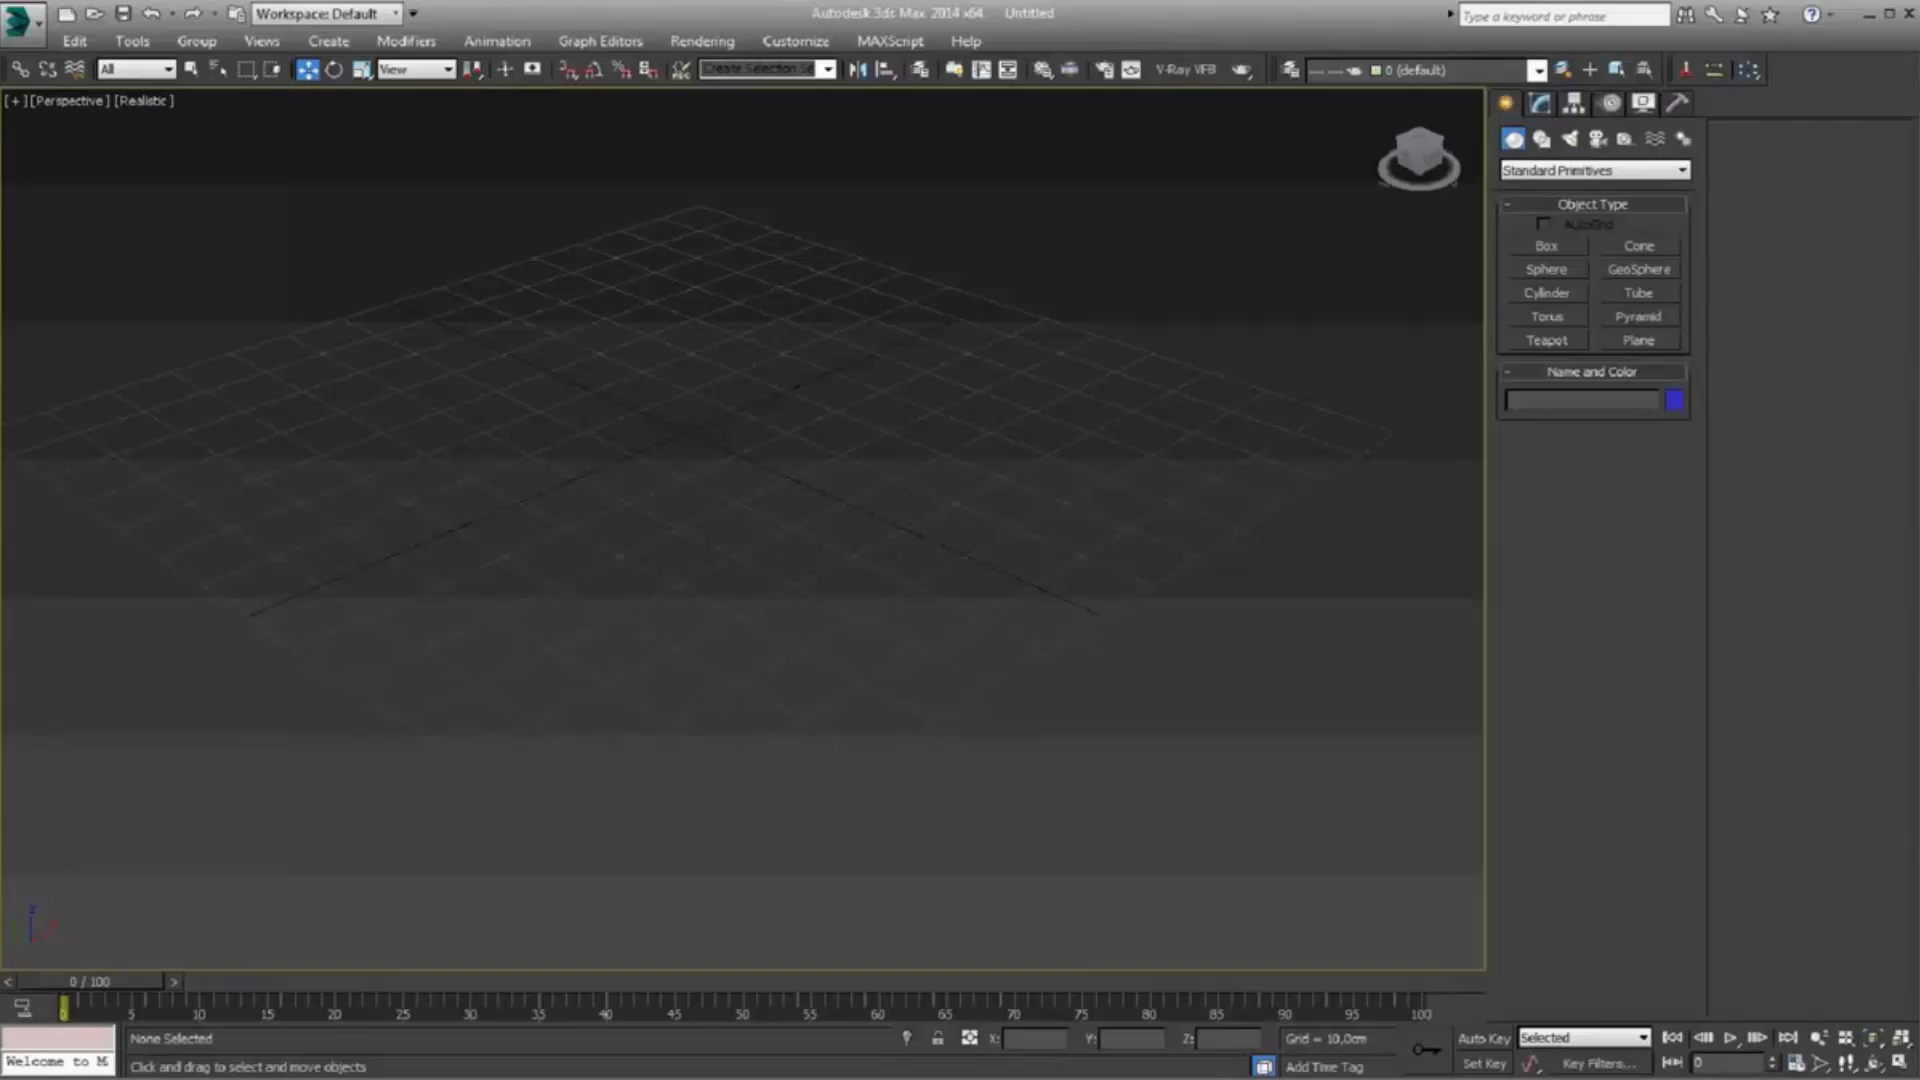 Workspace: Default
Autodesk 3ds Max 2014 x64 Untitled
Type a keyword or phrase
Edit Tools Group Views Create Modifiers Animation Graph Editors Rendering Customize MAXScript Help
All View Create Selection Se V-Ray VFB 0 (default)
[ + ] [Perspective ] [Realistic ]
Standard Primitives
Object Type
AutoGrid
Box Cone
Sphere GeoSphere
Cylinder Tube
Torus Pyramid
Teapot Plane
Name and Color
z
< 0 / 100 >
0 5 10 15 20 25 30 35 40 45 50 55 60 65 70 75 80 85 90 95 100
None Selected X: Y: Z: Grid = 10,0cm Auto Key Selected
Welcome to M Click and drag to select and move objects Add Time Tag Set Key Key Filters... 0